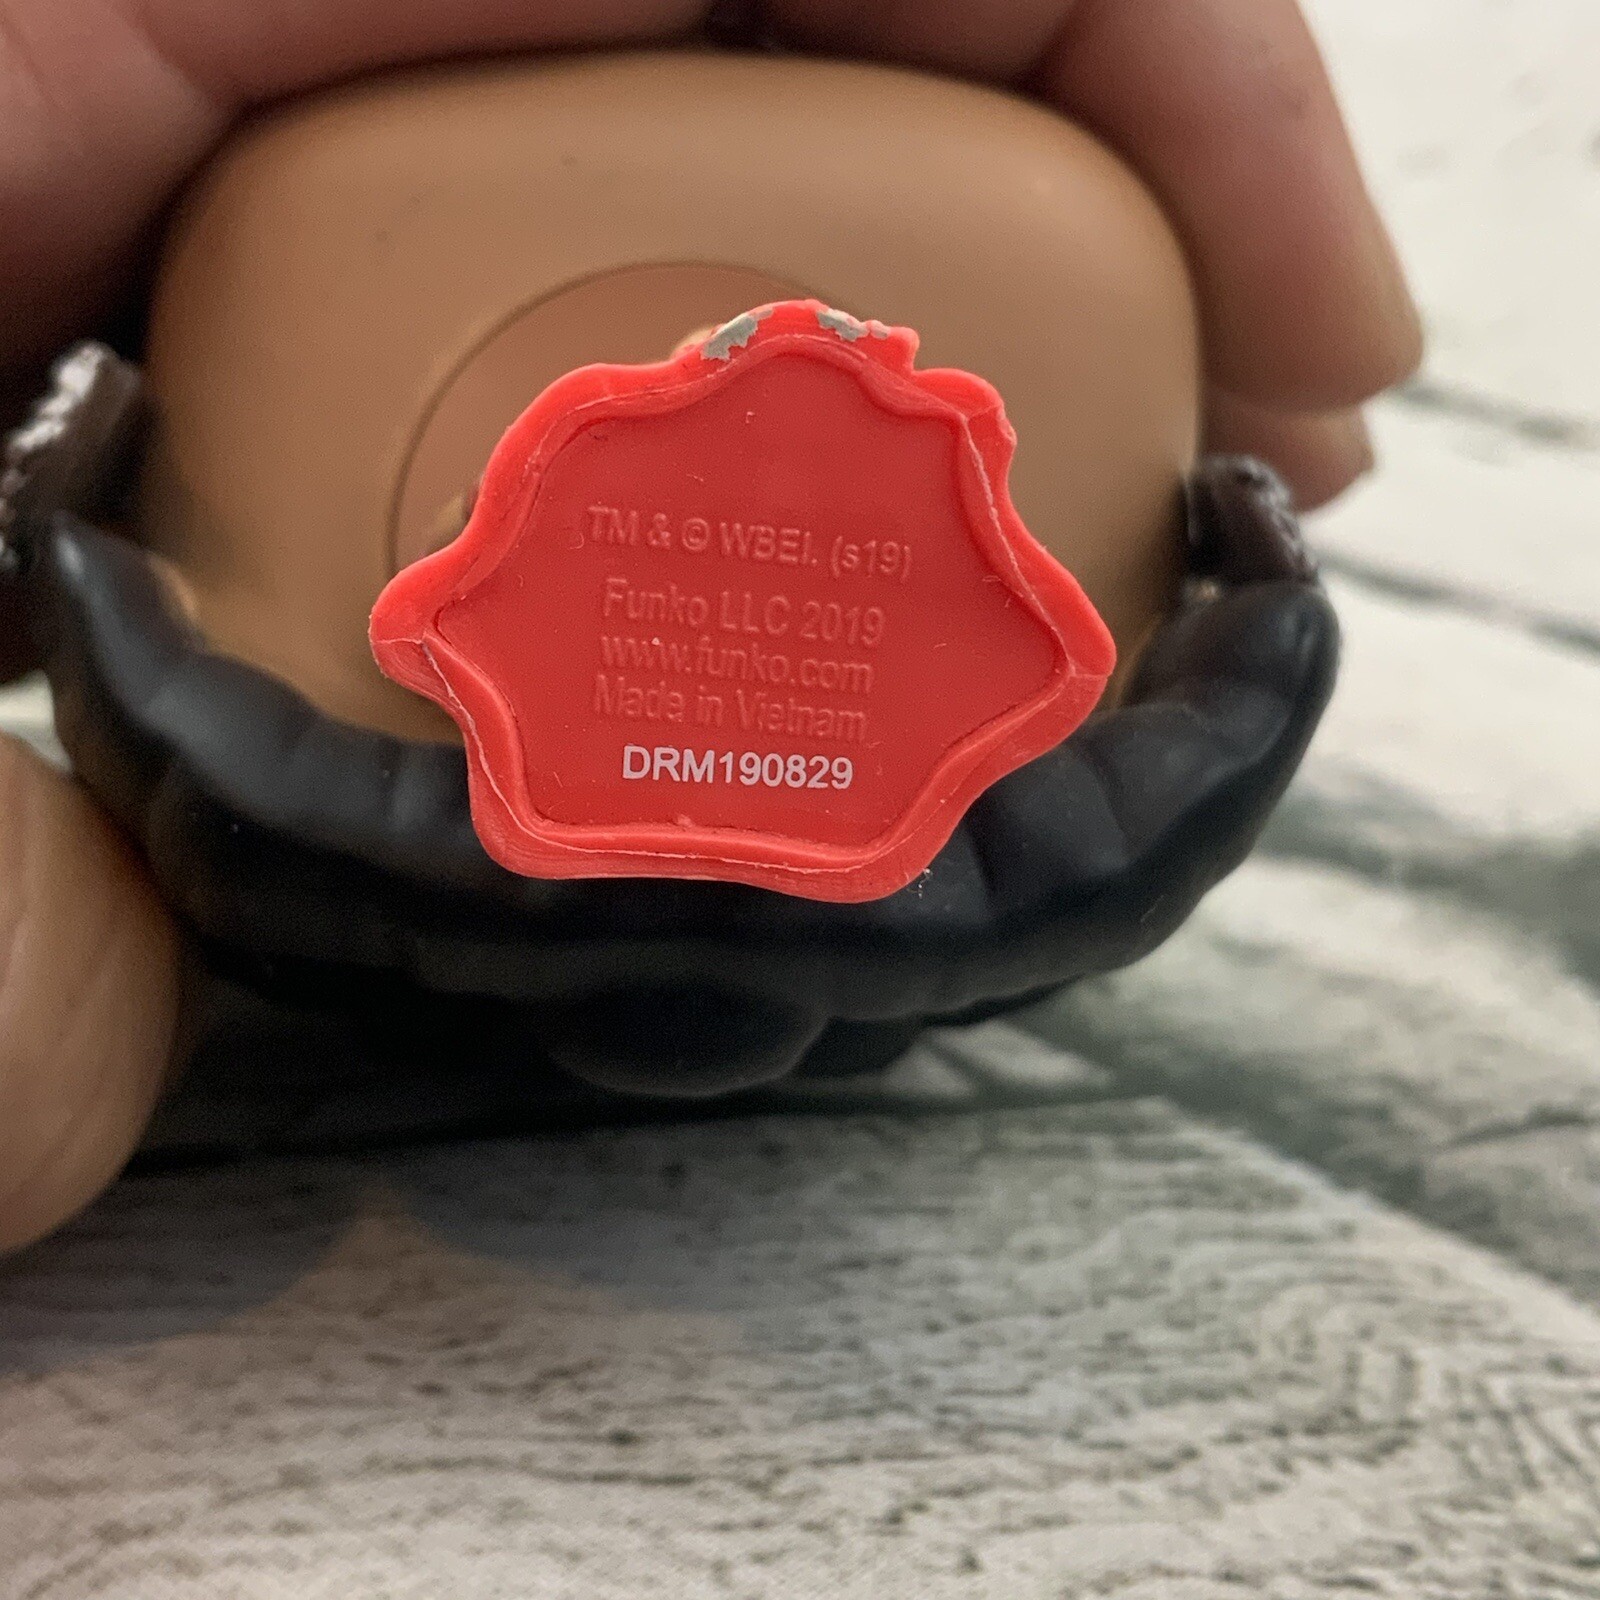 TM & © WBEI. (s19)
Funko LLC 2019
www.funko.com
Made in Vietnam
DRM190829